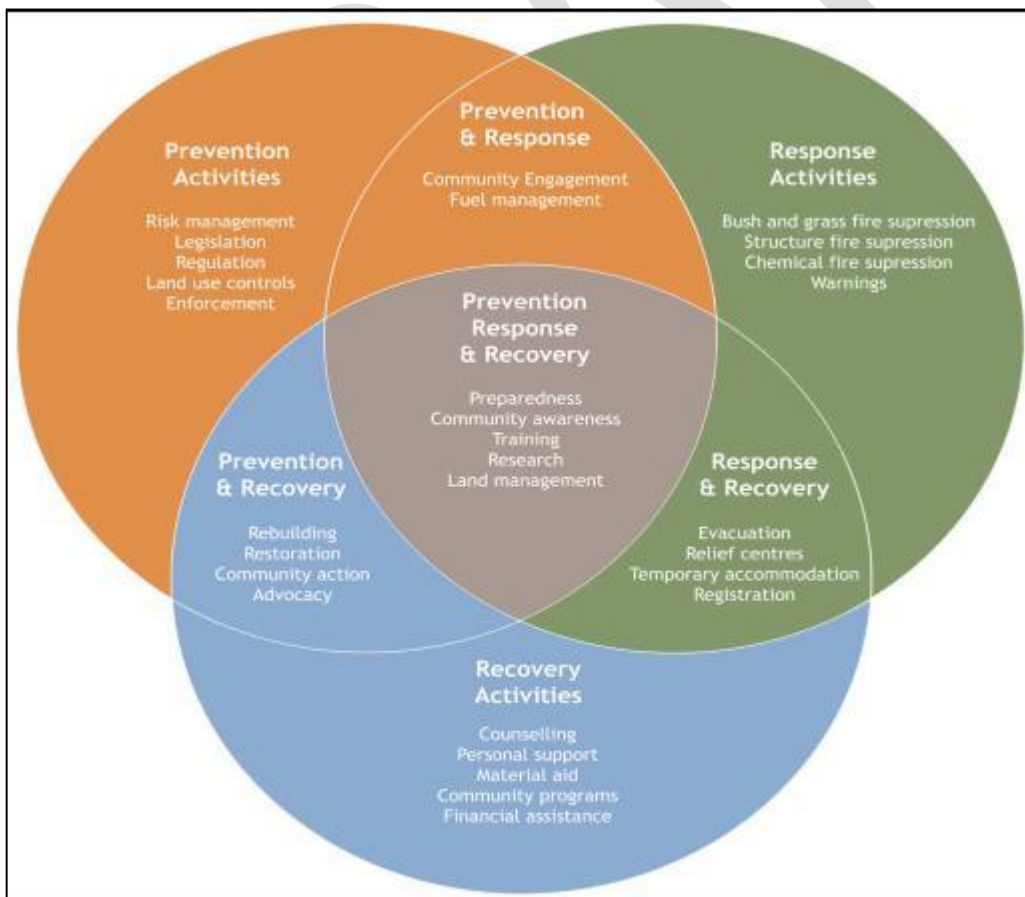 Prevention
& Response
Community Engagement
Fuel management
Prevention
Activities
Risk management
Legislation
Regulation
Land use controls
Enforcement
Response
Activities
Bush and grass fire supression
Structure fire supression
Chemical fire supression
Warnings
Prevention
Response
& Recovery
Preparedness
Community awareness
Training
Research
Land management
Prevention
& Recovery
Rebuilding
Restoration
Community action
Advocacy
Response
& Recovery
Evacuation
Relief centres
Temporary accommodation
Registration
Recovery
Activities
Counselling
Personal support
Material aid
Community programs
Financial assistance